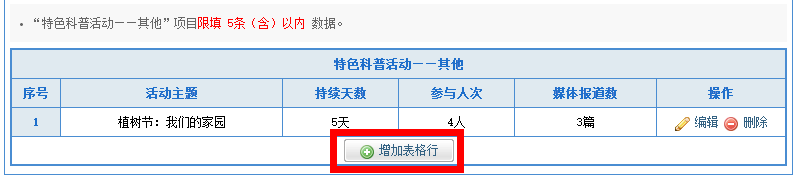 • “特色科普活动——其他”项目限填 5条（含）以内 数据。
特色科普活动——其他
序号 活动主题 持续天数 参与人次 媒体报道数 操作
1 植树节：我们的家园 5天 4人 3篇 编辑 删除
增加表格行